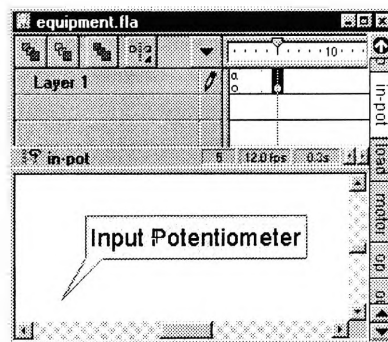 equipment.fla
10
Layer 1
a
in-pot
5 12.0 fps 0.3s
Input Potentiometer
in-pot
load
motor
op